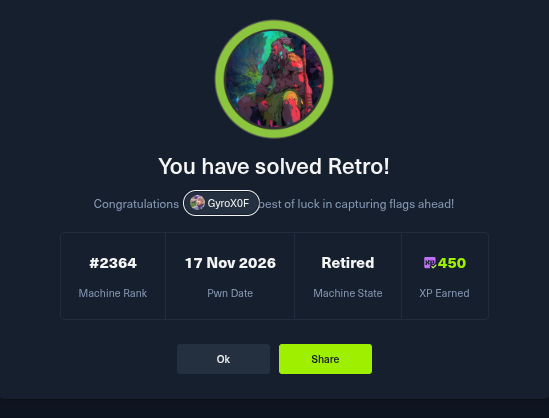 You have solved Retro!
Congratulations GyroX0F best of luck in capturing flags ahead!
#2364 17 Nov 2026 Retired XP 450
Machine Rank Pwn Date Machine State XP Earned
Ok Share